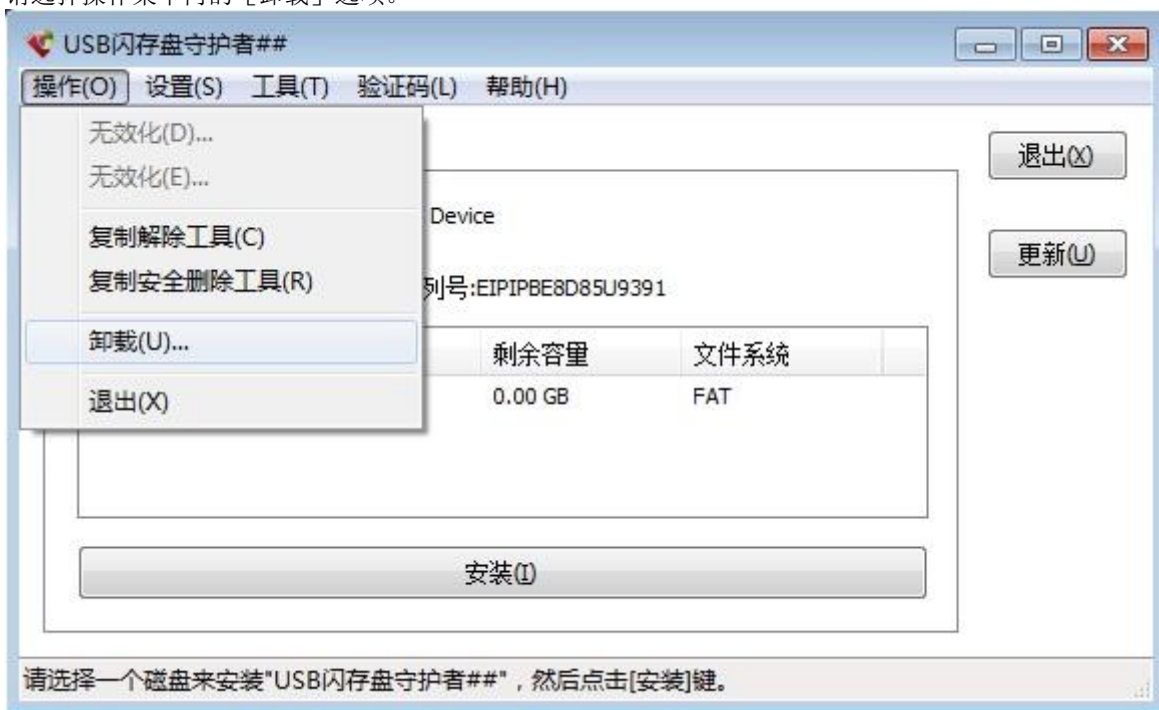 USB闪存盘守护者##
操作(O) 设置(S) 工具(T) 验证码(L) 帮助(H)
无效化(D)...
无效化(E)...
复制解除工具(C)
复制安全删除工具(R)
卸载(U)...
退出(X)
退出(X)
更新(U)
Device
列号:EIPIPBE8D85U9391
剩余容量 文件系统
0.00 GB FAT
安装(I)
请选择一个磁盘来安装"USB闪存盘守护者##"，然后点击[安装]键。